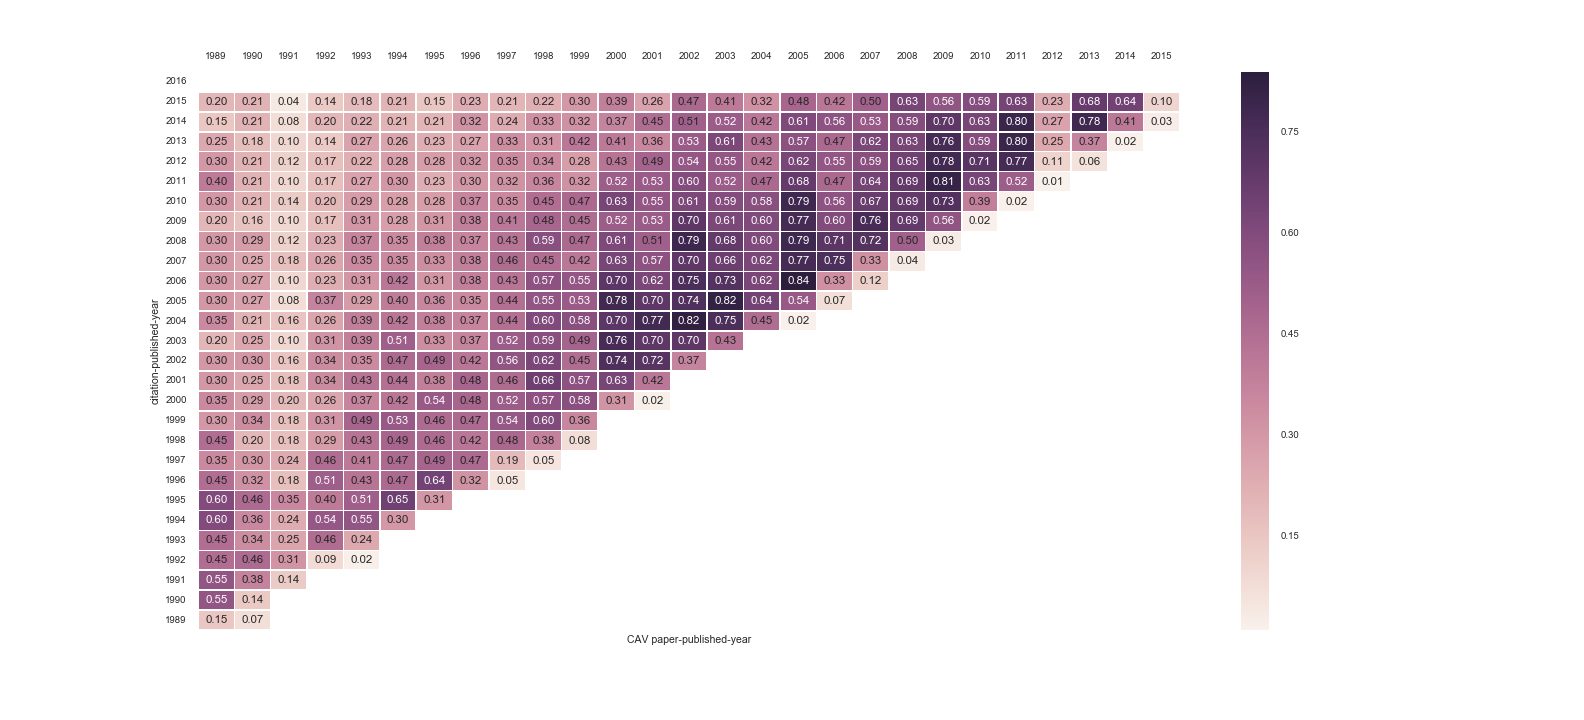 1989 1990 1991 1992 1993 1994 1995 1996 1997 1998 1999 2000 2001 2002 2003 2004 2005 2006 2007 2008 2009 2010 2011 2012 2013 2014 2015
2016
2015 0.20 0.21 0.04 0.14 0.18 0.21 0.15 0.23 0.21 0.22 0.30 0.39 0.26 0.47 0.41 0.32 0.48 0.42 0.50 0.63 0.56 0.59 0.63 0.23 0.68 0.64 0.10
2014 0.15 0.21 0.08 0.20 0.22 0.21 0.21 0.32 0.24 0.33 0.32 0.37 0.45 0.51 0.52 0.42 0.61 0.56 0.53 0.59 0.70 0.63 0.80 0.27 0.78 0.41 0.03
2013 0.25 0.18 0.10 0.14 0.27 0.26 0.23 0.27 0.33 0.31 0.42 0.41 0.36 0.53 0.61 0.43 0.57 0.47 0.62 0.63 0.76 0.59 0.80 0.25 0.37 0.02
2012 0.30 0.21 0.12 0.17 0.22 0.28 0.28 0.32 0.35 0.34 0.28 0.43 0.49 0.54 0.55 0.42 0.62 0.55 0.59 0.65 0.78 0.71 0.77 0.11 0.06
2011 0.40 0.21 0.10 0.17 0.27 0.30 0.23 0.30 0.32 0.36 0.32 0.52 0.53 0.60 0.52 0.47 0.68 0.47 0.64 0.69 0.81 0.63 0.52 0.01
2010 0.30 0.21 0.14 0.20 0.29 0.28 0.28 0.37 0.35 0.45 0.47 0.63 0.55 0.61 0.59 0.58 0.79 0.56 0.67 0.69 0.73 0.39 0.02
2009 0.20 0.16 0.10 0.17 0.31 0.28 0.31 0.38 0.41 0.48 0.45 0.52 0.53 0.70 0.61 0.60 0.77 0.60 0.76 0.69 0.56 0.02
2008 0.30 0.29 0.12 0.23 0.37 0.35 0.38 0.37 0.43 0.59 0.47 0.61 0.51 0.79 0.68 0.60 0.79 0.71 0.72 0.50 0.03
2007 0.30 0.25 0.18 0.26 0.35 0.35 0.33 0.38 0.46 0.45 0.42 0.63 0.57 0.70 0.66 0.62 0.77 0.75 0.33 0.04
2006 0.30 0.27 0.10 0.23 0.31 0.42 0.31 0.38 0.43 0.57 0.55 0.70 0.62 0.75 0.73 0.62 0.84 0.33 0.12
2005 0.30 0.27 0.08 0.37 0.29 0.40 0.36 0.35 0.44 0.55 0.53 0.78 0.70 0.74 0.82 0.64 0.54 0.07
2004 0.35 0.21 0.16 0.26 0.39 0.42 0.38 0.37 0.44 0.60 0.58 0.70 0.77 0.82 0.75 0.45 0.02
2003 0.20 0.25 0.10 0.31 0.39 0.51 0.33 0.37 0.52 0.59 0.49 0.76 0.70 0.70 0.43
2002 0.30 0.30 0.16 0.34 0.35 0.47 0.49 0.42 0.56 0.62 0.45 0.74 0.72 0.37
2001 0.30 0.25 0.18 0.34 0.43 0.44 0.38 0.48 0.46 0.66 0.57 0.63 0.42
2000 0.35 0.29 0.20 0.26 0.37 0.42 0.54 0.48 0.52 0.57 0.58 0.31 0.02
1999 0.30 0.34 0.18 0.31 0.49 0.53 0.46 0.47 0.54 0.60 0.36
1998 0.45 0.20 0.18 0.29 0.43 0.49 0.46 0.42 0.48 0.38 0.08
1997 0.35 0.30 0.24 0.46 0.41 0.47 0.49 0.47 0.19 0.05
1996 0.45 0.32 0.18 0.51 0.43 0.47 0.64 0.32 0.05
1995 0.60 0.46 0.35 0.40 0.51 0.65 0.31
1994 0.60 0.36 0.24 0.54 0.55 0.30
1993 0.45 0.34 0.25 0.46 0.24
1992 0.45 0.46 0.31 0.09 0.02
1991 0.55 0.38 0.14
1990 0.55 0.14
1989 0.15 0.07
citation-published-year
CAV paper-published-year
0.75
0.60
0.45
0.30
0.15